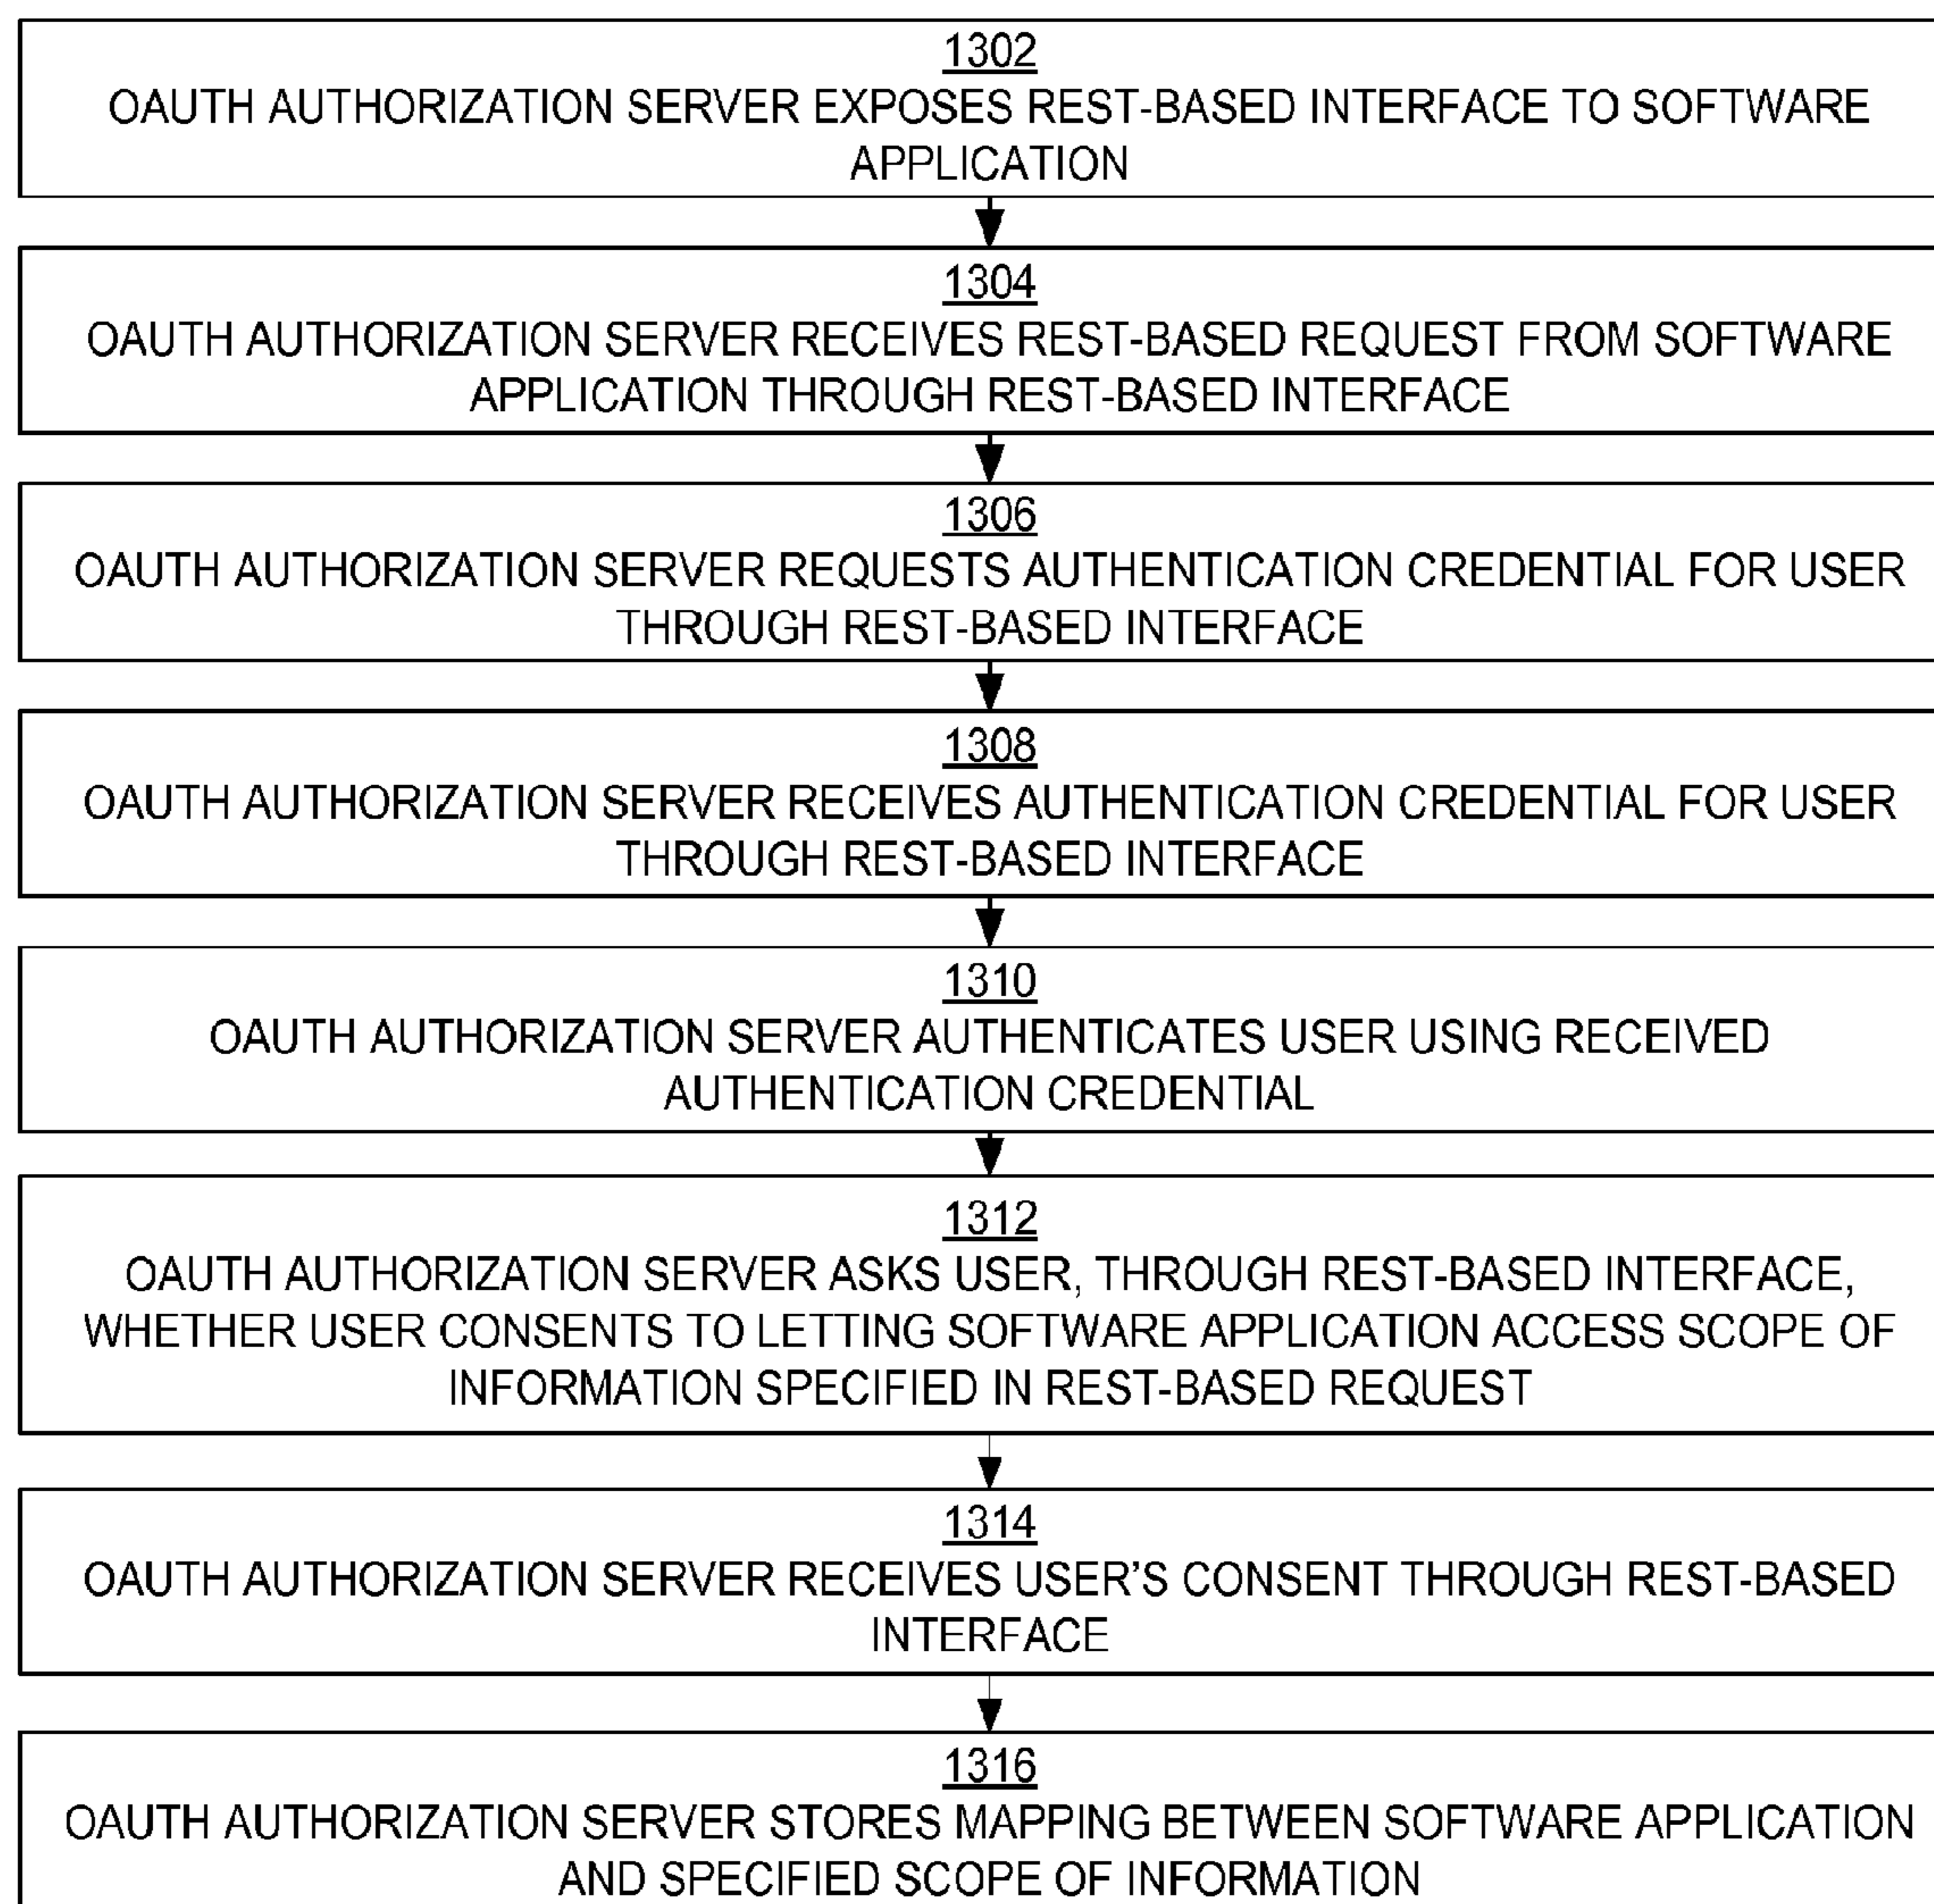 1302
OAUTH AUTHORIZATION SERVER EXPOSES REST-BASED INTERFACE TO SOFTWARE
APPLICATION
1304
OAUTH AUTHORIZATION SERVER RECEIVES REST-BASED REQUEST FROM SOFTWARE
APPLICATION THROUGH REST-BASED INTERFACE
1306
OAUTH AUTHORIZATION SERVER REQUESTS AUTHENTICATION CREDENTIAL FOR USER
THROUGH REST-BASED INTERFACE
1308
OAUTH AUTHORIZATION SERVER RECEIVES AUTHENTICATION CREDENTIAL FOR USER
THROUGH REST-BASED INTERFACE
1310
OAUTH AUTHORIZATION SERVER AUTHENTICATES USER USING RECEIVED
AUTHENTICATION CREDENTIAL
1312
OAUTH AUTHORIZATION SERVER ASKS USER, THROUGH REST-BASED INTERFACE,
WHETHER USER CONSENTS TO LETTING SOFTWARE APPLICATION ACCESS SCOPE OF
INFORMATION SPECIFIED IN REST-BASED REQUEST
1314
OAUTH AUTHORIZATION SERVER RECEIVES USER'S CONSENT THROUGH REST-BASED
INTERFACE
1316
OAUTH AUTHORIZATION SERVER STORES MAPPING BETWEEN SOFTWARE APPLICATION
AND SPECIFIED SCOPE OF INFORMATION